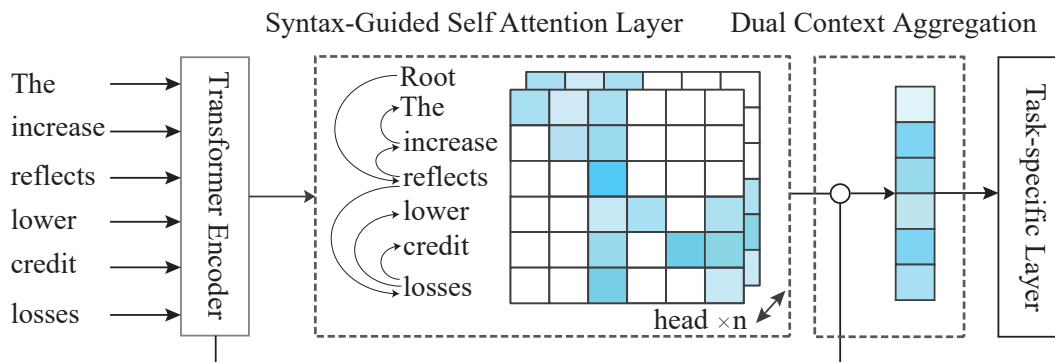 Syntax-Guided Self Attention Layer
Dual Context Aggregation
The
increase
reflects
lower
credit
losses
Transformer Encoder
Root
The
increase
reflects
lower
credit
losses
head ×n
Task-specific Layer